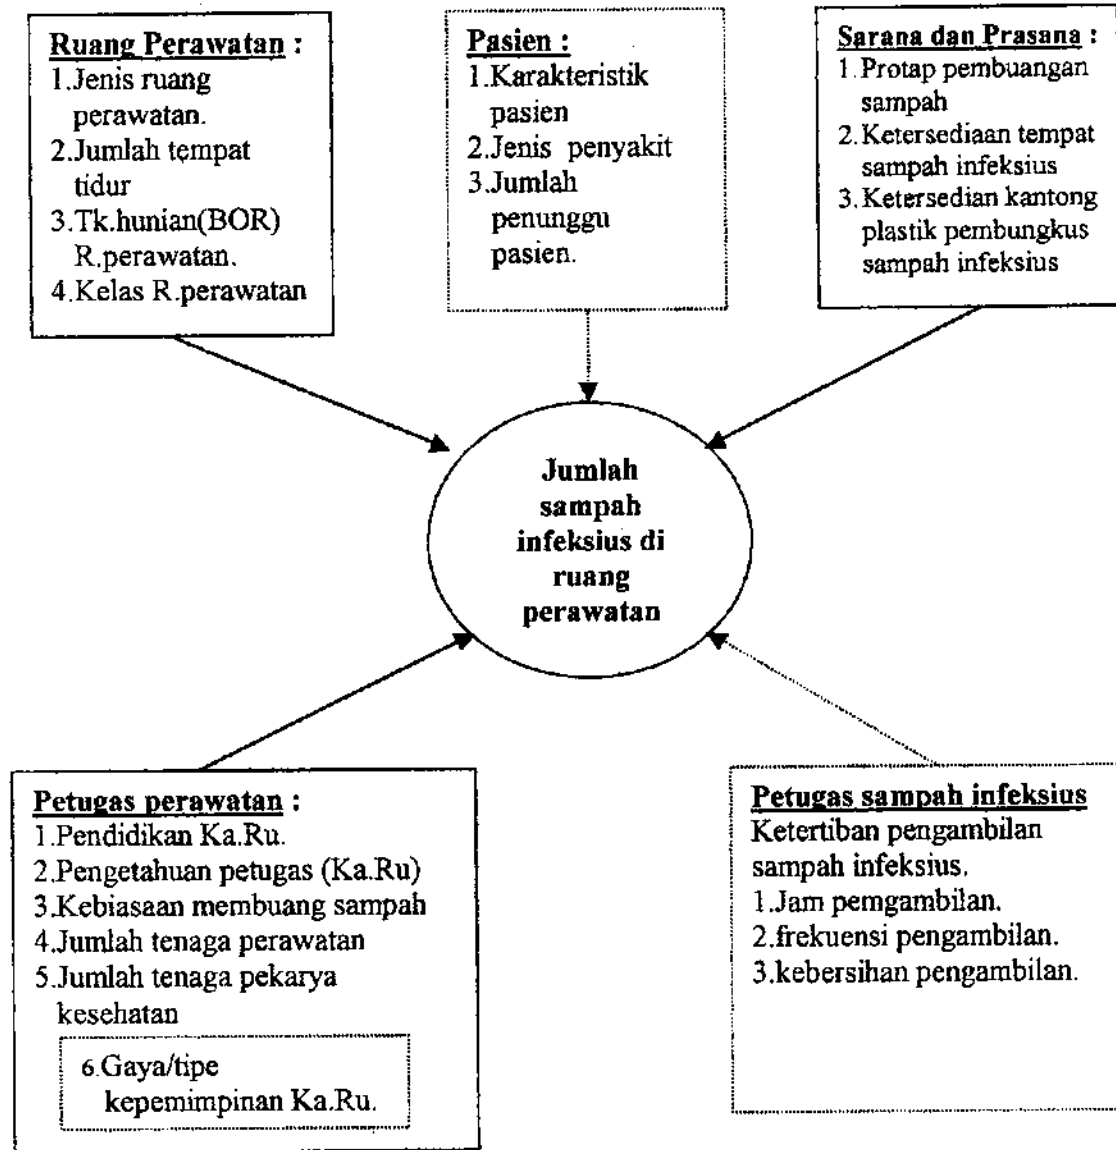 Ruang Perawatan :
1.Jenis ruang
perawatan.
2.Jumlah tempat
tidur
3.Tk.hunian(BOR)
R.perawatan.
4.Kelas R.perawatan
Pasien :
1.Karakteristik
pasien
2.Jenis penyakit
3.Jumlah
penunggu
pasien.
Sarana dan Prasana :
1.Protap pembuangan
sampah
2.Ketersediaan tempat
sampah infeksius
3.Ketersedian kantong
plastik pembungkus
sampah infeksius
Jumlah
sampah
infeksius di
ruang
perawatan
Petugas perawatan :
1.Pendidikan Ka.Ru.
2.Pengetahuan petugas (Ka.Ru)
3.Kebiasaan membuang sampah
4.Jumlah tenaga perawatan
5.Jumlah tenaga pekarya
kesehatan
6.Gaya/tipe
kepemimpinan Ka.Ru.
Petugas sampah infeksius
Ketertiban pengambilan
sampah infeksius.
1.Jam pemgambilan.
2.frekuensi pengambilan.
3.kebersihan pengambilan.